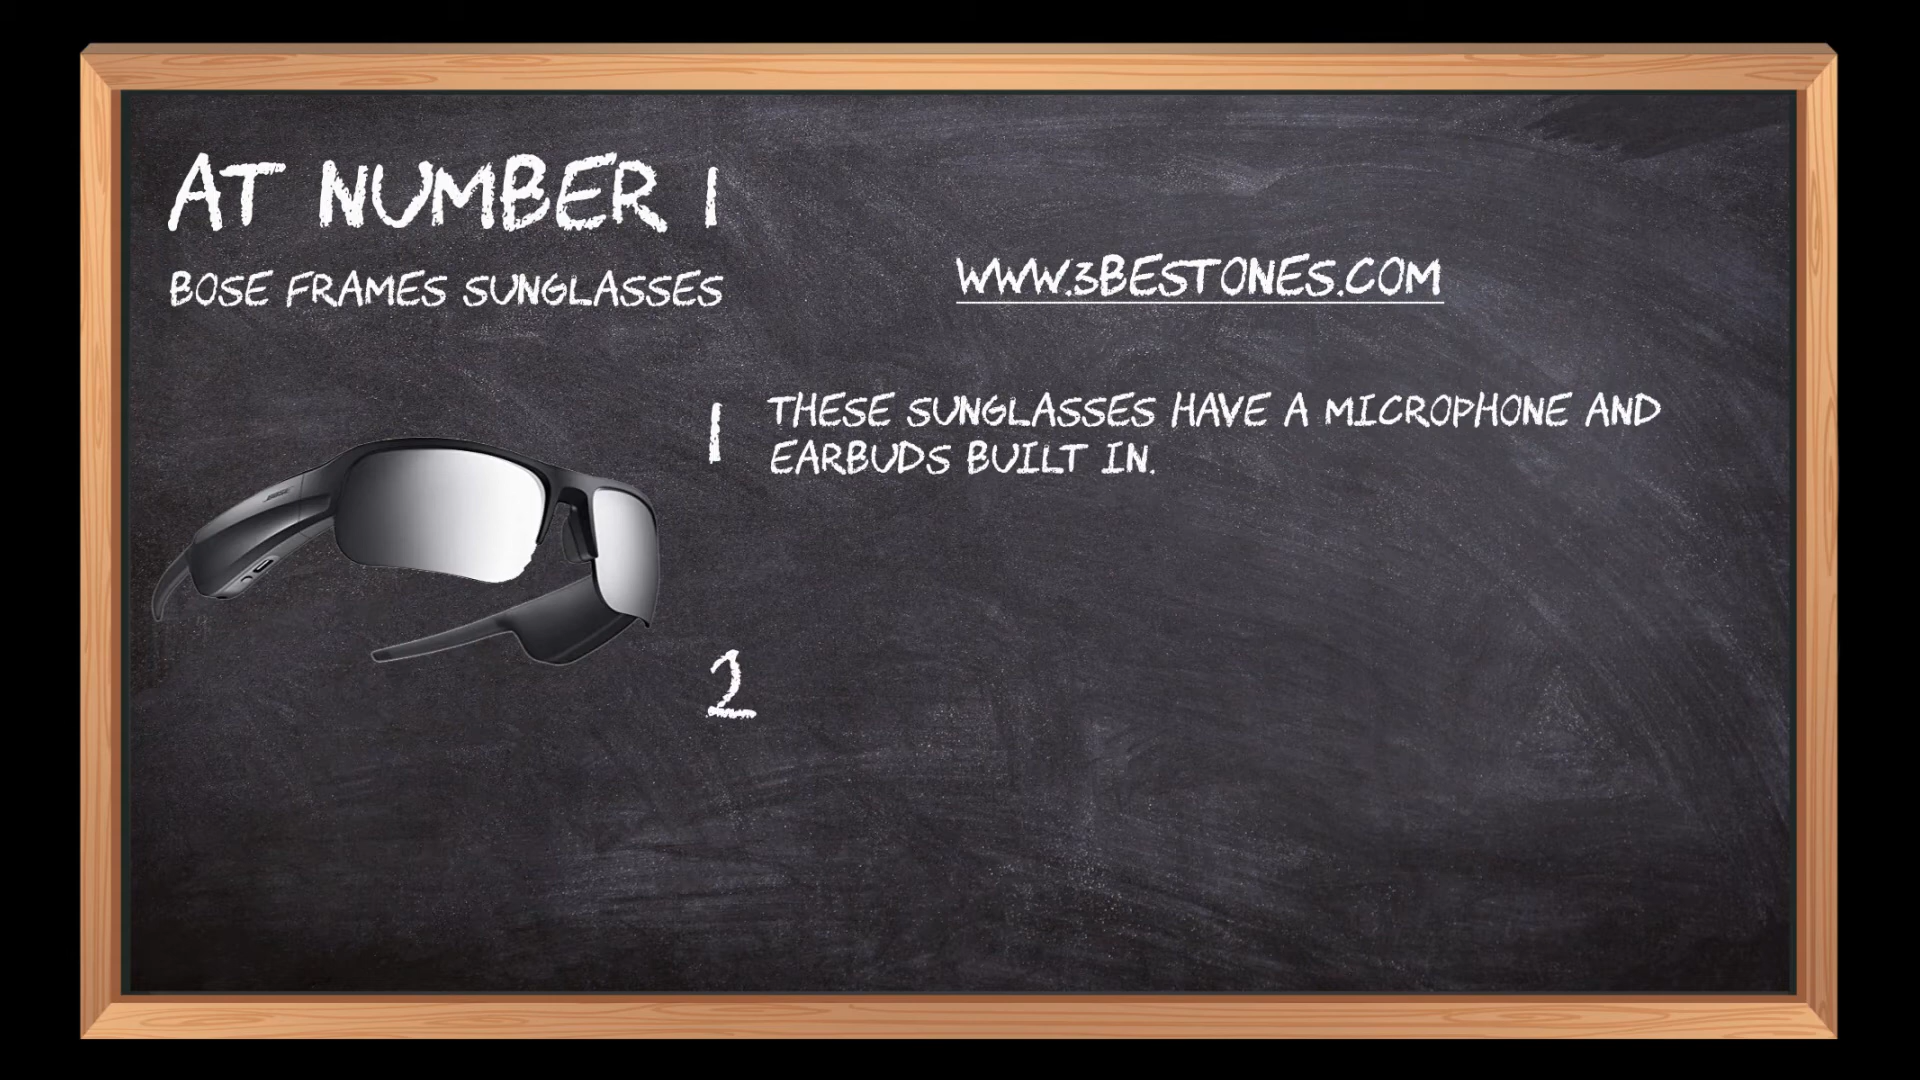 AT NUMBER 1
BOSE FRAMES SUNGLASSES
WWW.3BESTONES.COM
1 THESE SUNGLASSES HAVE A MICROPHONE AND
EARBUDS BUILT IN.
2